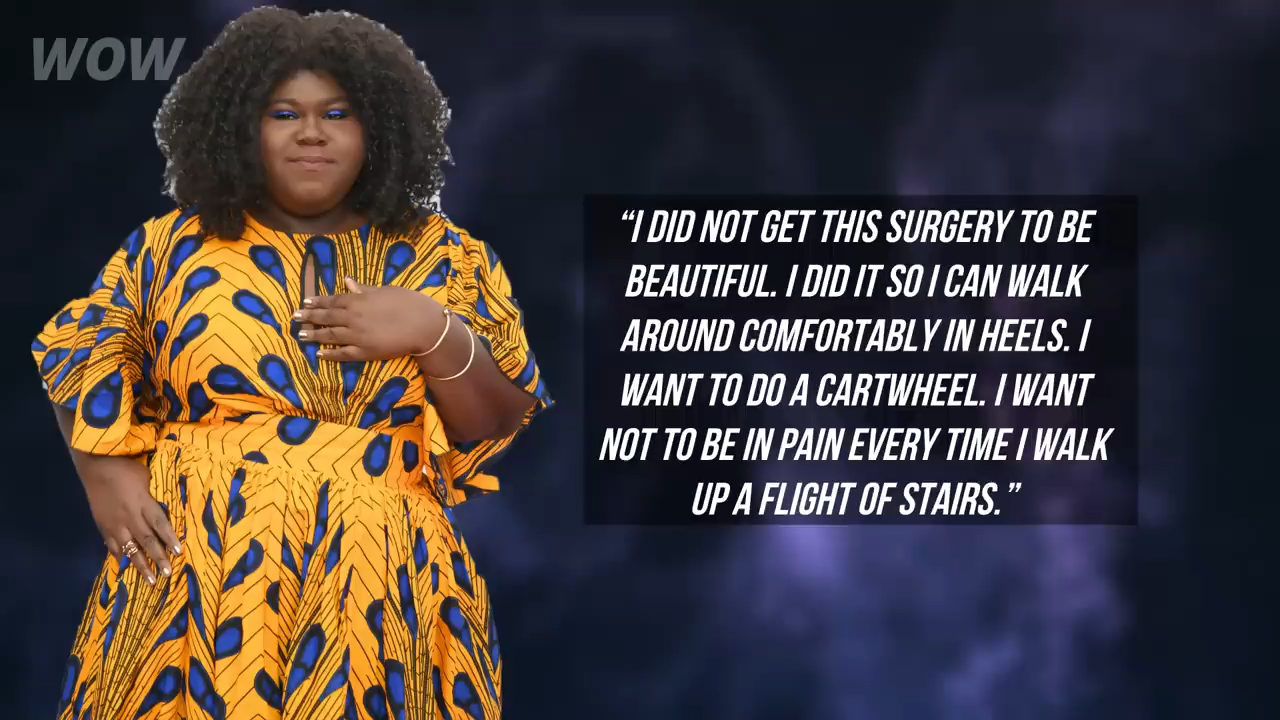 WOW
“I DID NOT GET THIS SURGERY TO BE
BEAUTIFUL. I DID IT SO I CAN WALK
AROUND COMFORTABLY IN HEELS. I
WANT TO DO A CARTWHEEL. I WANT
NOT TO BE IN PAIN EVERY TIME I WALK
UP A FLIGHT OF STAIRS.”